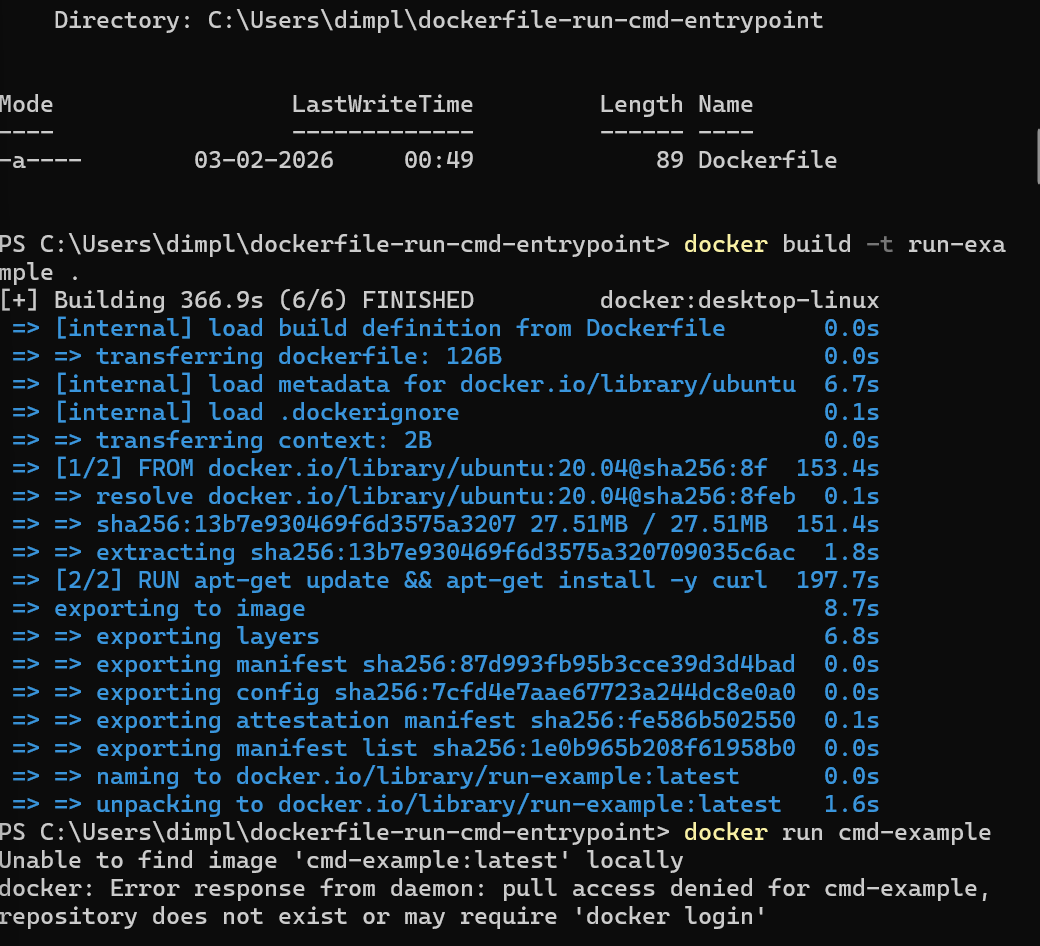 Directory: C:\Users\dimpl\dockerfile-run-cmd-entrypoint
Mode LastWriteTime Length Name
---- ------------- ------ ----
-a---- 03-02-2026 00:49 89 Dockerfile
PS C:\Users\dimpl\dockerfile-run-cmd-entrypoint> docker build -t run-exa
mple .
[+] Building 366.9s (6/6) FINISHED docker:desktop-linux
=> [internal] load build definition from Dockerfile 0.0s
=> => transferring dockerfile: 126B 0.0s
=> [internal] load metadata for docker.io/library/ubuntu 6.7s
=> [internal] load .dockerignore 0.1s
=> => transferring context: 2B 0.0s
=> [1/2] FROM docker.io/library/ubuntu:20.04@sha256:8f 153.4s
=> => resolve docker.io/library/ubuntu:20.04@sha256:8feb 0.1s
=> => sha256:13b7e930469f6d3575a3207 27.51MB / 27.51MB 151.4s
=> => extracting sha256:13b7e930469f6d3575a320709035c6ac 1.8s
=> [2/2] RUN apt-get update && apt-get install -y curl 197.7s
=> exporting to image 8.7s
=> => exporting layers 6.8s
=> => exporting manifest sha256:87d993fb95b3cce39d3d4bad 0.0s
=> => exporting config sha256:7cfd4e7aae67723a244dc8e0a0 0.0s
=> => exporting attestation manifest sha256:fe586b502550 0.1s
=> => exporting manifest list sha256:1e0b965b208f61958b0 0.0s
=> => naming to docker.io/library/run-example:latest 0.0s
=> => unpacking to docker.io/library/run-example:latest 1.6s
PS C:\Users\dimpl\dockerfile-run-cmd-entrypoint> docker run cmd-example
Unable to find image 'cmd-example:latest' locally
docker: Error response from daemon: pull access denied for cmd-example,
repository does not exist or may require 'docker login'